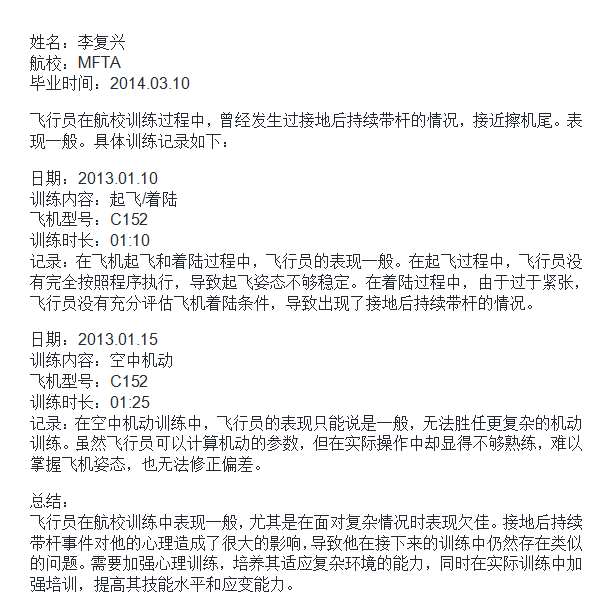 姓名：李复兴
航校：MFTA
毕业时间：2014.03.10
飞行员在航校训练过程中，曾经发生过接地后持续带杆的情况，接近擦机尾。表
现一般。具体训练记录如下：
日期：2013.01.10
训练内容：起飞/着陆
飞机型号：C152
训练时长：01:10
记录：在飞机起飞和着陆过程中，飞行员的表现一般。在起飞过程中，飞行员没
有完全按照程序执行，导致起飞姿态不够稳定。在着陆过程中，由于过于紧张，
飞行员没有充分评估飞机着陆条件，导致出现了接地后持续带杆的情况。
日期：2013.01.15
训练内容：空中机动
飞机型号：C152
训练时长：01:25
记录：在空中机动训练中，飞行员的表现只能说是一般，无法胜任更复杂的机动
训练。虽然飞行员可以计算机动的参数，但在实际操作中却显得不够熟练，难以
掌握飞机姿态，也无法修正偏差。
总结：
飞行员在航校训练中表现一般，尤其是在面对复杂情况时表现欠佳。接地后持续
带杆事件对他的心理造成了很大的影响，导致他在接下来的训练中仍然存在类似
的问题。需要加强心理训练，培养其适应复杂环境的能力，同时在实际训练中加
强培训，提高其技能水平和应变能力。